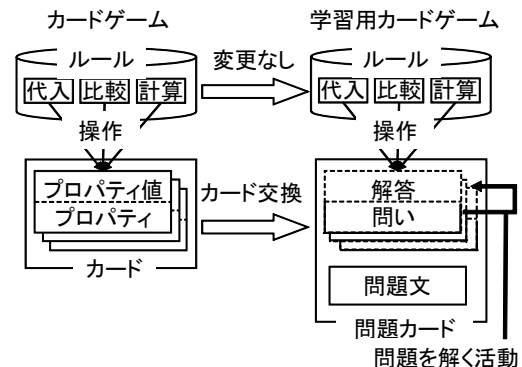 カードゲーム
学習用カードゲーム
ルール
変更なし
ルール
代入 比較 計算
代入 比較 計算
操作
操作
プロパティ値
プロパティ
カード交換
解答
問い
カード
問題文
問題カード
問題を解く活動